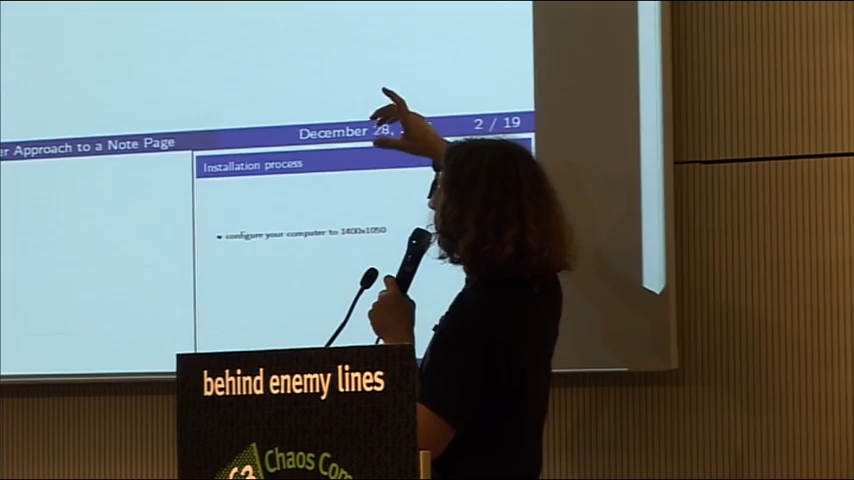 er Approach to a Note Page
December 28,
2 / 19
Installation process
configure your computer to 1400x1050
behind enemy lines
Chaos Com